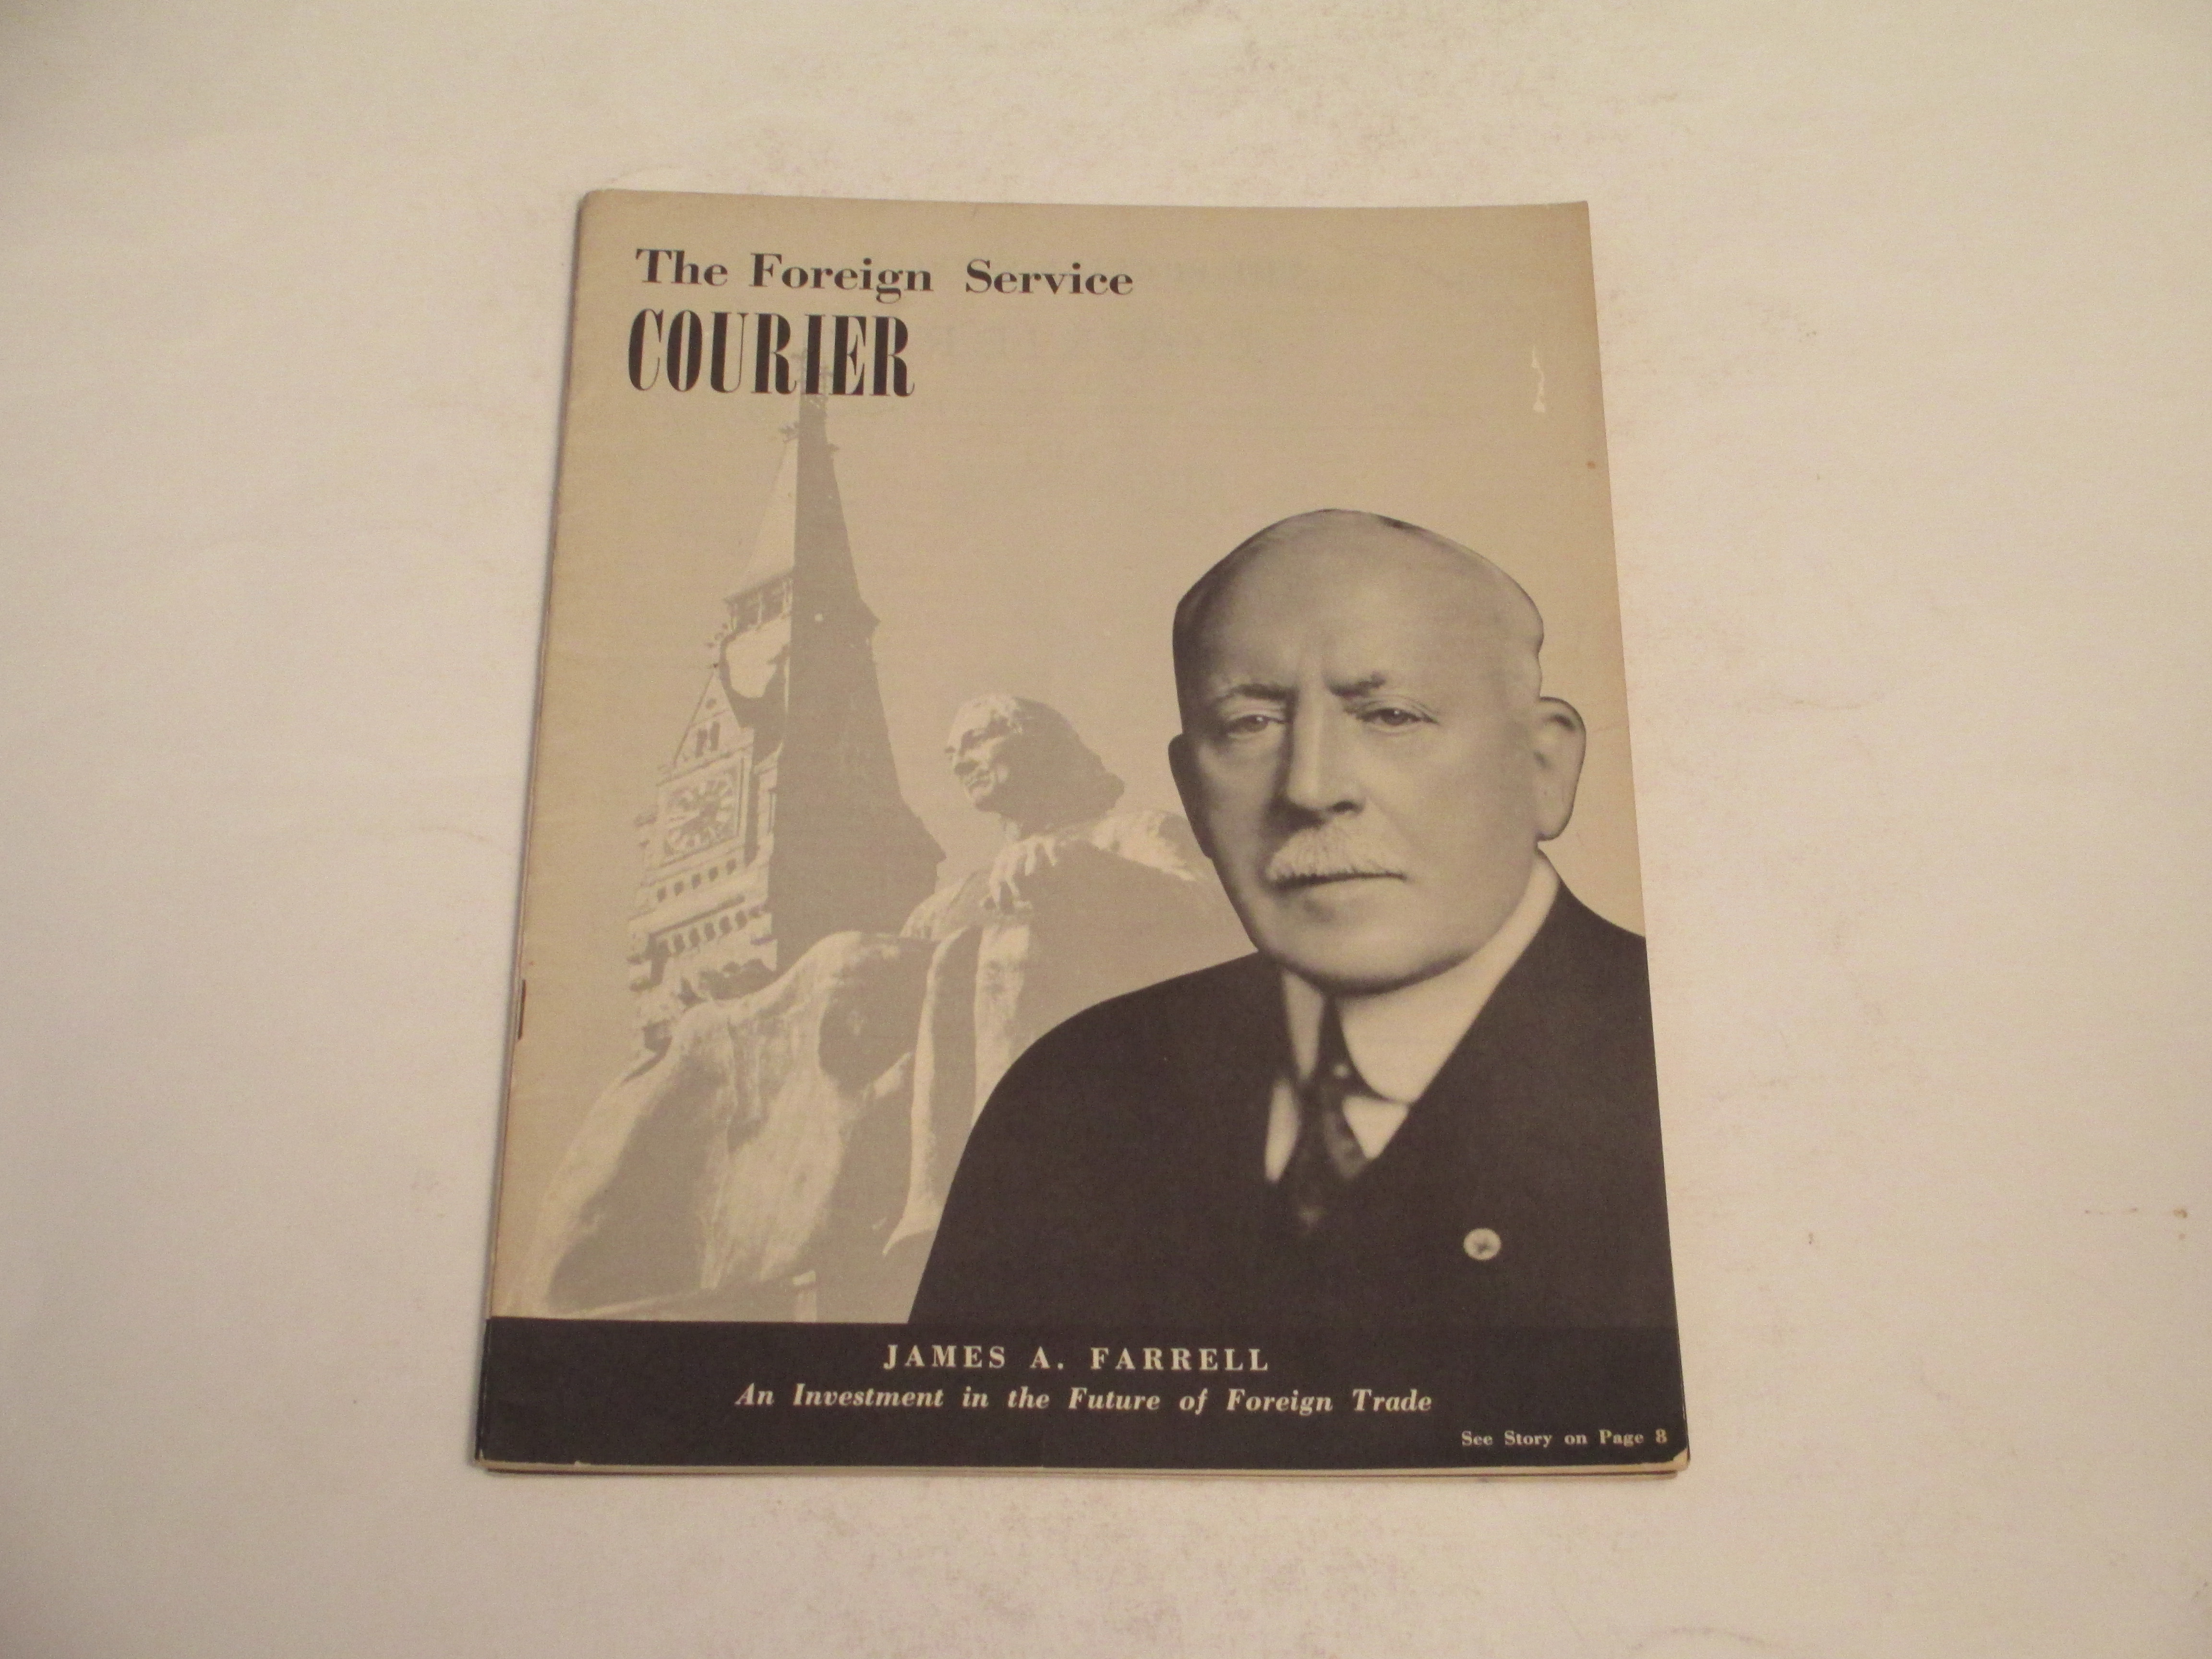 The Foreign Service
COURIER
JAMES A. FARRELL
An Investment in the Future of Foreign Trade
See Story on Page 8